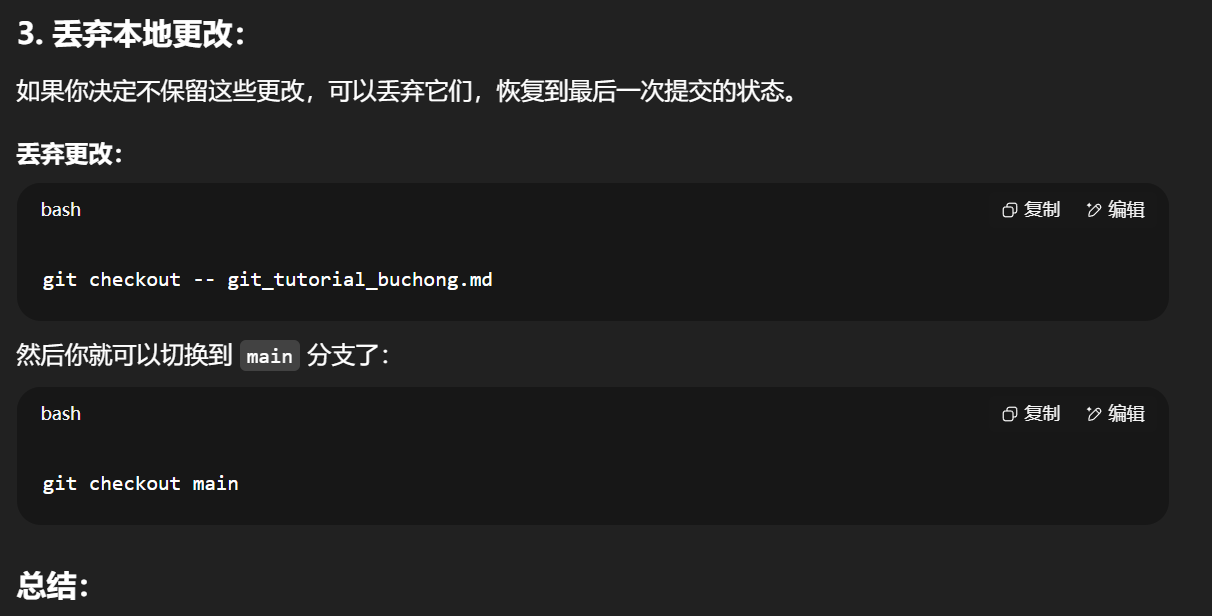 3. 丢弃本地更改：
如果你决定不保留这些更改，可以丢弃它们，恢复到最后一次提交的状态。
丢弃更改：
bash 复制 编辑
git checkout -- git_tutorial_buchong.md
然后你就可以切换到 main 分支了：
bash 复制 编辑
git checkout main
总结：